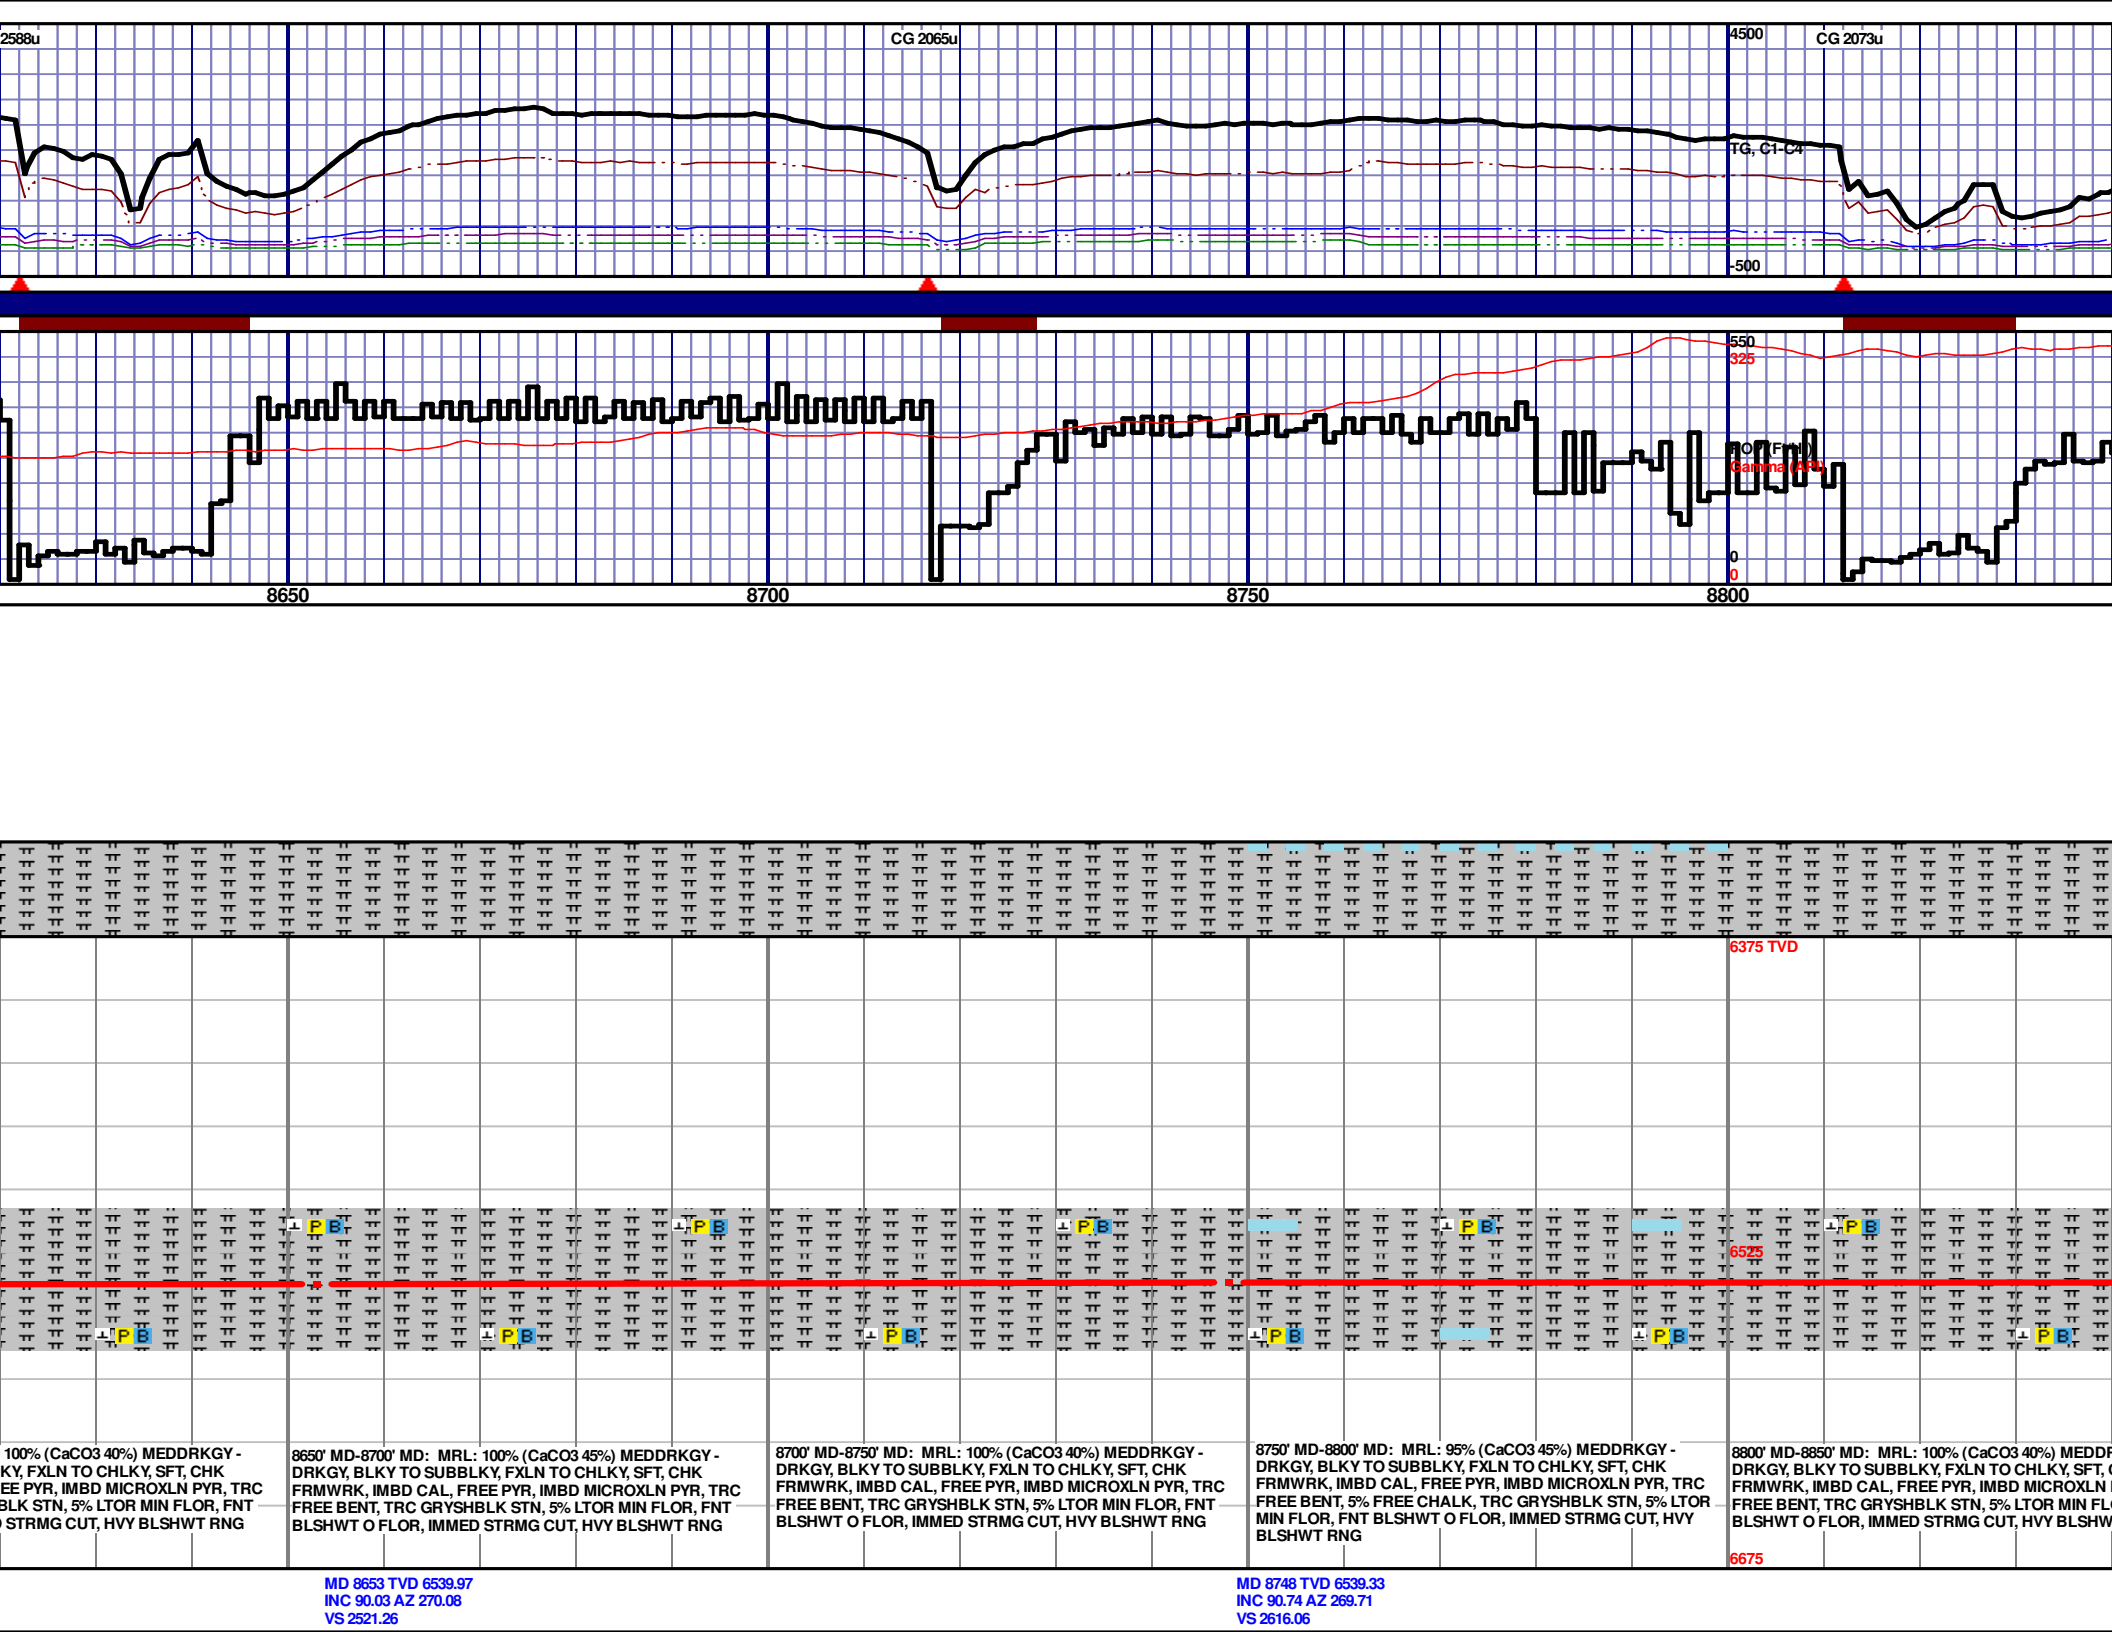 2588u
CG 2065u
4500
CG 2073u
TG, C1-C4
-500
550
325
ROP (Ft/Hr)
Gamma (API)
0
0
8650
8700
8750
8800
6375 TVD
P B
P B
P B
P B
P B
6525
P B
P B
P B
P B
P B
P B
100% (CaCO3 40%) MEDDRKGY -
KY, FXLN TO CHLKY, SFT, CHK
EE PYR, IMBD MICROXLN PYR, TRC
BLK STN, 5% LTOR MIN FLOR, FNT
STRMG CUT, HVY BLSHWT RNG
8650' MD-8700' MD: MRL: 100% (CaCO3 45%) MEDDRKGY -
DRKGY, BLKY TO SUBBLKY, FXLN TO CHLKY, SFT, CHK
FRMWRK, IMBD CAL, FREE PYR, IMBD MICROXLN PYR, TRC
FREE BENT, TRC GRYSHBLK STN, 5% LTOR MIN FLOR, FNT
BLSHWT O FLOR, IMMED STRMG CUT, HVY BLSHWT RNG
8700' MD-8750' MD: MRL: 100% (CaCO3 40%) MEDDRKGY -
DRKGY, BLKY TO SUBBLKY, FXLN TO CHLKY, SFT, CHK
FRMWRK, IMBD CAL, FREE PYR, IMBD MICROXLN PYR, TRC
FREE BENT, TRC GRYSHBLK STN, 5% LTOR MIN FLOR, FNT
BLSHWT O FLOR, IMMED STRMG CUT, HVY BLSHWT RNG
8750' MD-8800' MD: MRL: 95% (CaCO3 45%) MEDDRKGY -
DRKGY, BLKY TO SUBBLKY, FXLN TO CHLKY, SFT, CHK
FRMWRK, IMBD CAL, FREE PYR, IMBD MICROXLN PYR, TRC
FREE BENT, 5% FREE CHALK, TRC GRYSHBLK STN, 5% LTOR
MIN FLOR, FNT BLSHWT O FLOR, IMMED STRMG CUT, HVY
BLSHWT RNG
8800' MD-8850' MD: MRL: 100% (CaCO3 40%) MEDDR
DRKGY, BLKY TO SUBBLKY, FXLN TO CHLKY, SFT,
FRMWRK, IMBD CAL, FREE PYR, IMBD MICROXLN
FREE BENT, TRC GRYSHBLK STN, 5% LTOR MIN FL
BLSHWT O FLOR, IMMED STRMG CUT, HVY BLSHW
6675
MD 8653 TVD 6539.97
INC 90.03 AZ 270.08
VS 2521.26
MD 8748 TVD 6539.33
INC 90.74 AZ 269.71
VS 2616.06